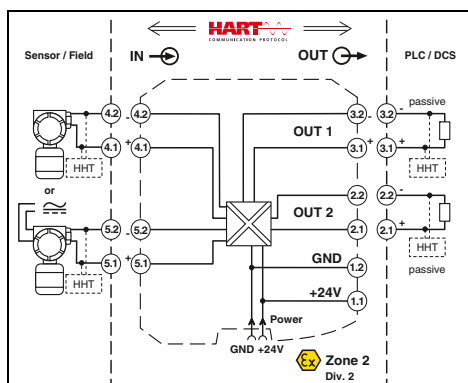 HART
COMMUNICATION PROTOCOL
Sensor / Field
IN
OUT
PLC / DCS
4.2
4.2
-
3.2
-
3.2
-
passive
OUT 1
4.1
+
4.1
3.1
+
3.1
+
HHT
HHT
or
2.2
2.2
-
5.2
-
5.2
OUT 2
2.1
2.1
+
HHT
5.1
+
5.1
GND
1.2
passive
HHT
+24V
1.1
Power
GND +24V
Ex
Zone 2
Div. 2